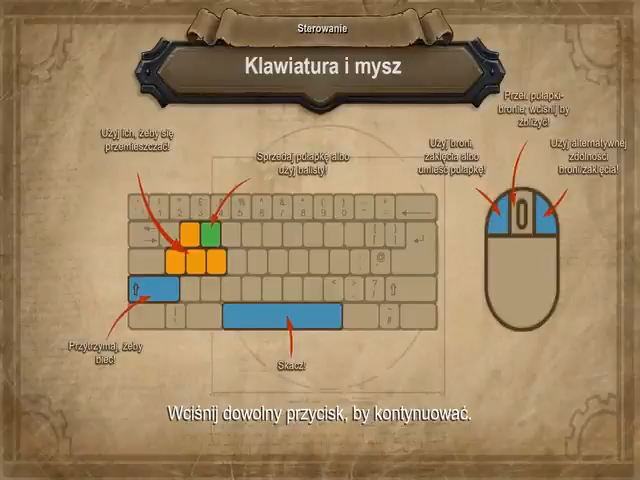 Sterowanie
Klawiatura i mysz
Użyj ich, żeby się
przemieszczać!
Sprzedaj pułapkę albo
użyj balisty!
Użyj broni,
zaklęcia albo
umieść pułapkę!
Przeł. pułapki-
bronie; wciśnij by
zbliżyć!
Użyj alternatywnej
zdolności
broni/zaklęcia!
Przytrzymaj, żeby
biec!
Skacz!
Wciśnij dowolny przycisk, by kontynuować.